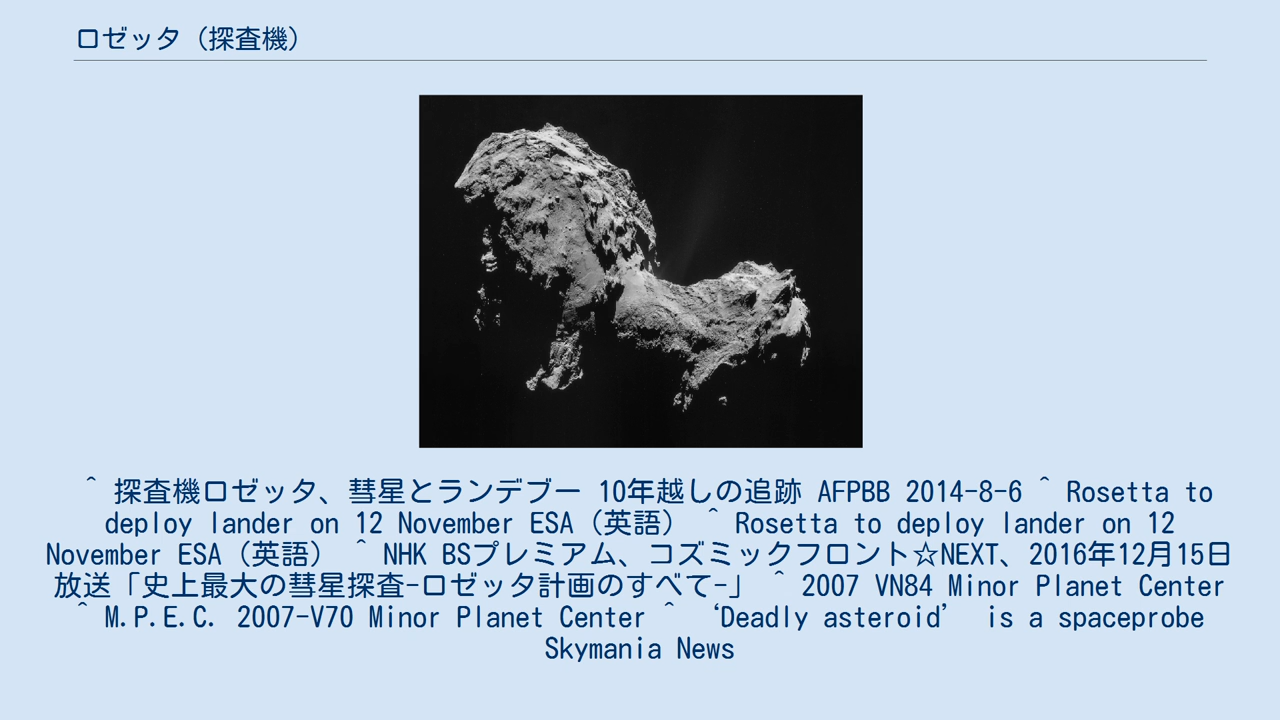 ロゼッタ（探査機）
^ 探査機ロゼッタ、彗星とランデブー 10年越しの追跡 AFPBB 2014-8-6 ^ Rosetta to
deploy lander on 12 November ESA（英語） ^ Rosetta to deploy lander on 12
November ESA（英語） ^ NHK BSプレミアム、コズミックフロント☆NEXT、2016年12月15日
放送「史上最大の彗星探査-ロゼッタ計画のすべて-」 ^ 2007 VN84 Minor Planet Center
^ M.P.E.C. 2007-V70 Minor Planet Center ^ ‘Deadly asteroid’ is a spaceprobe
Skymania News